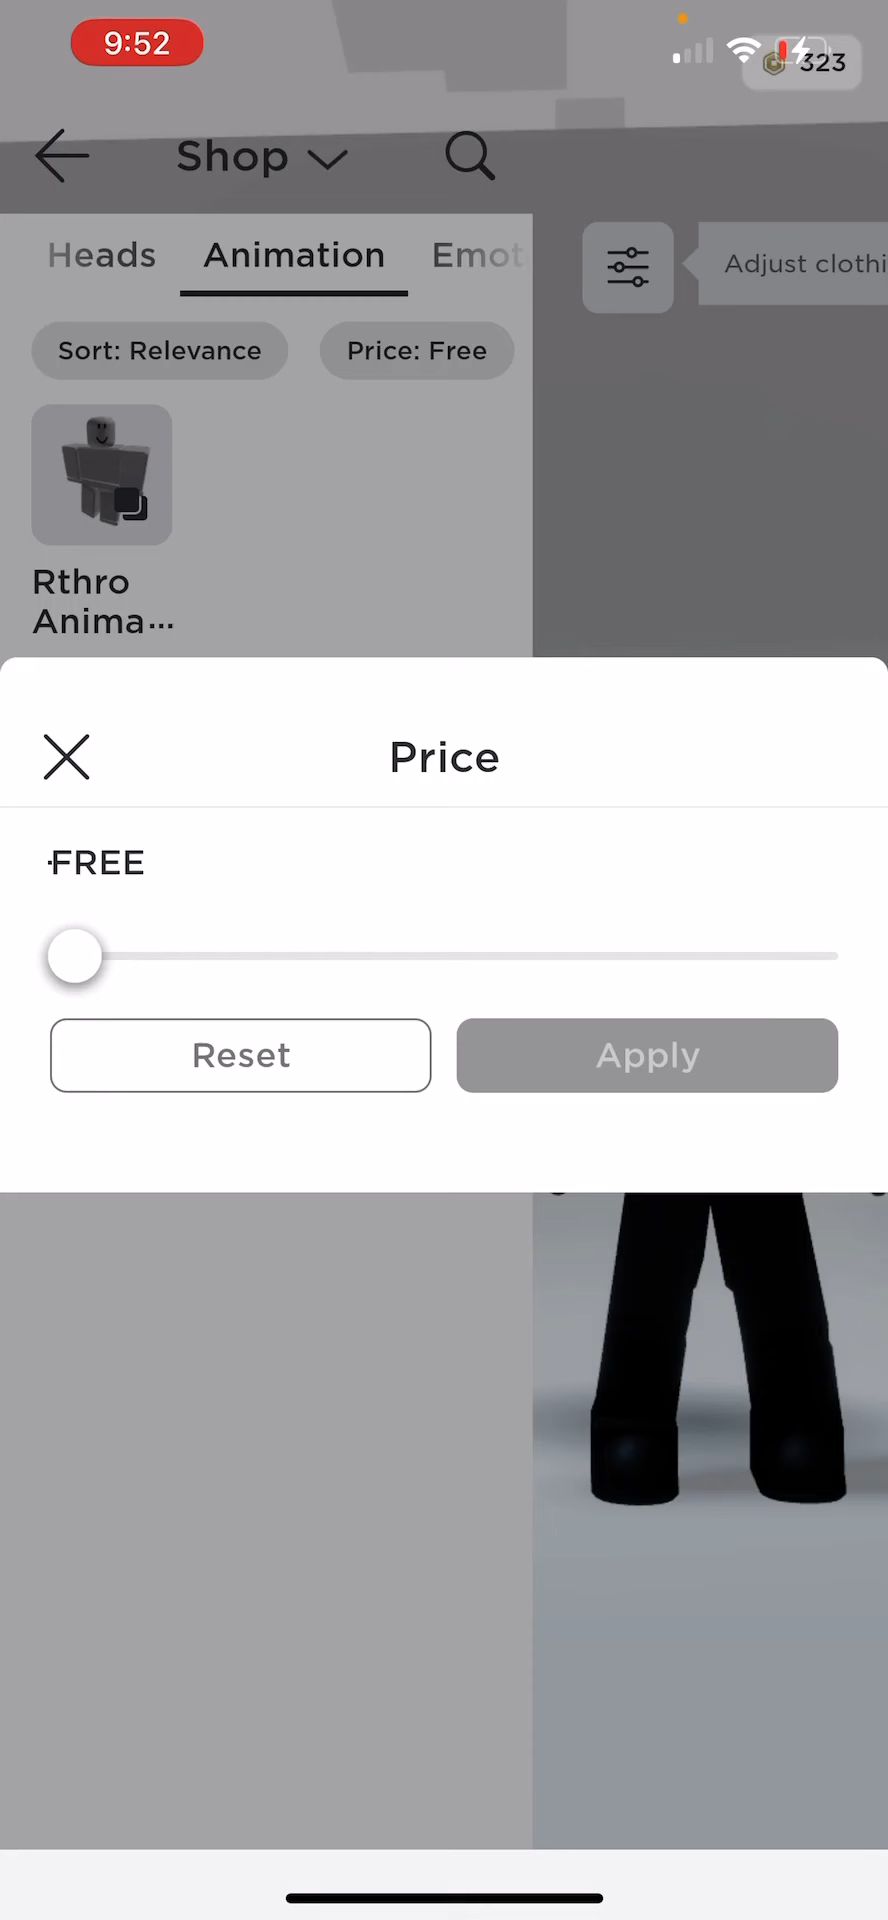 9:52
323
Shop
Heads Animation Emot
Adjust clothi
Sort: Relevance Price: Free
Rthro
Anima...
Price
FREE
Reset Apply